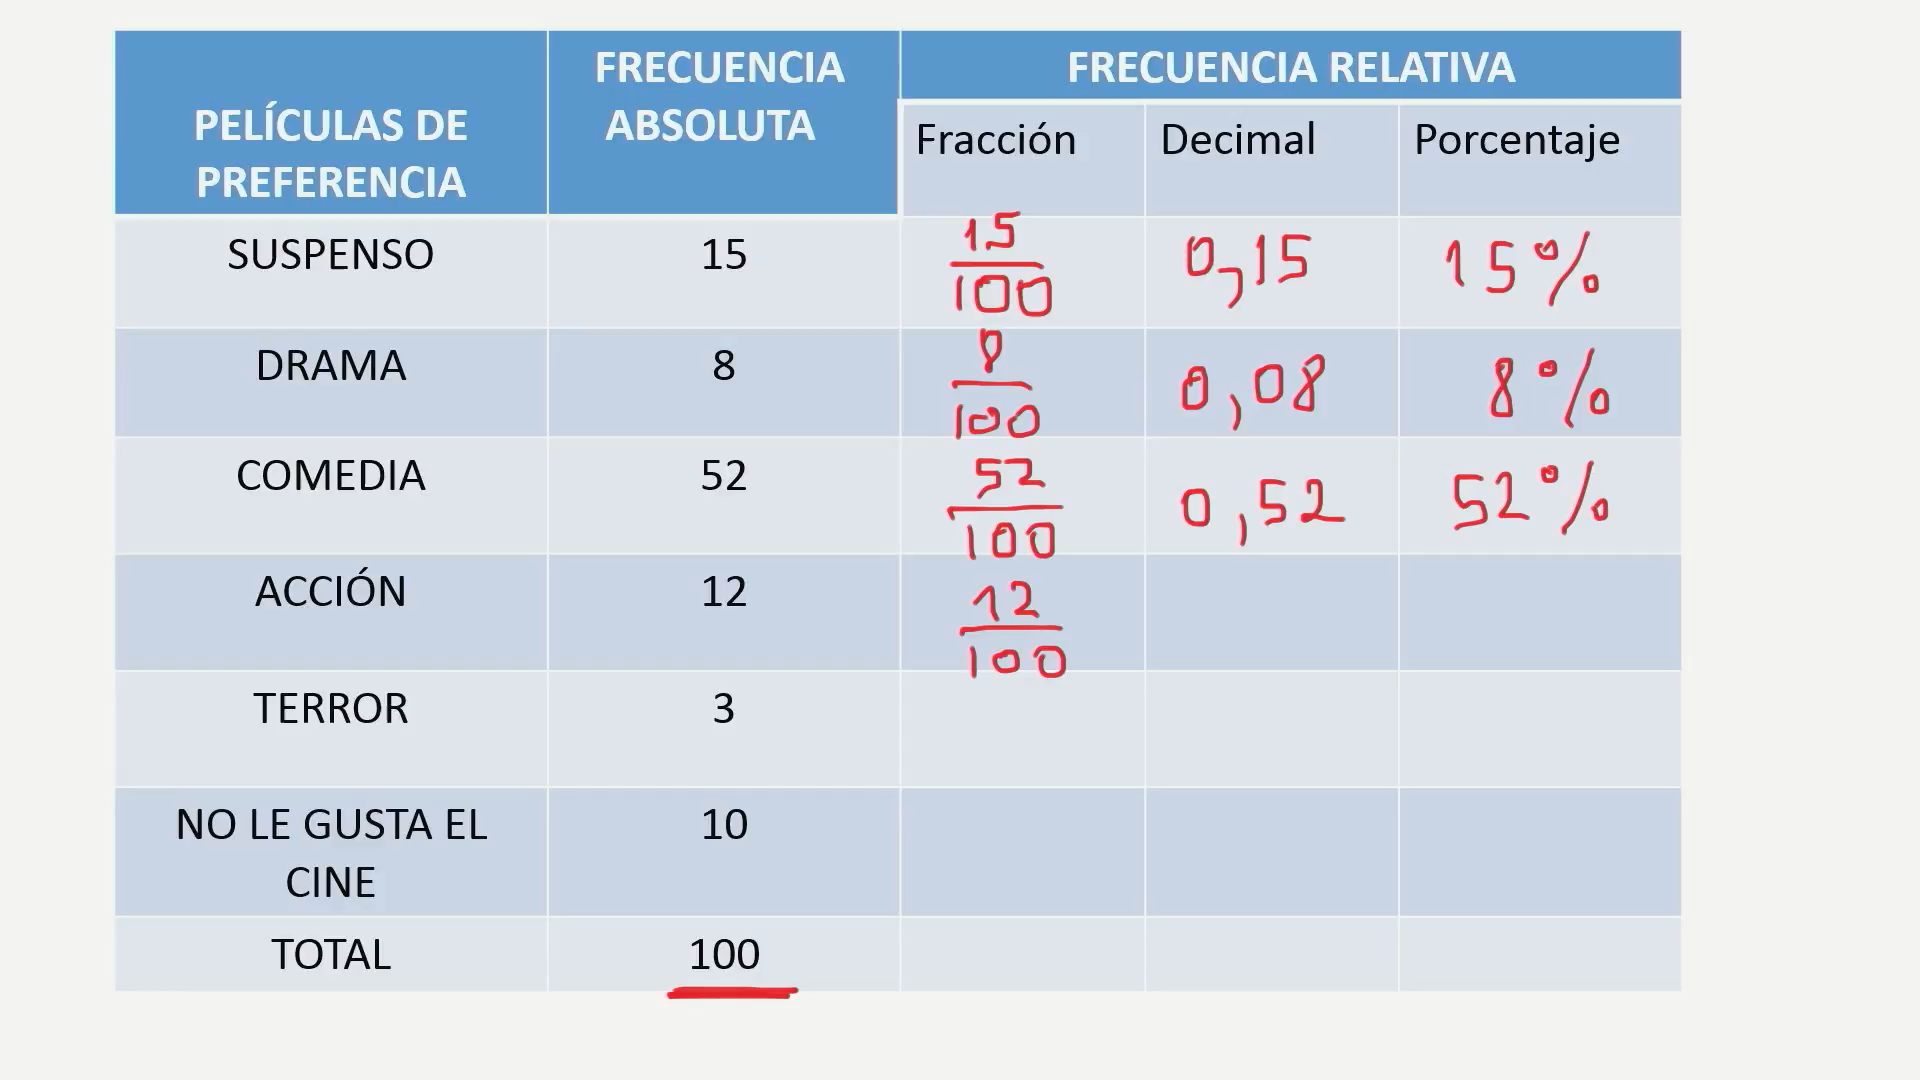 PELÍCULAS DE
PREFERENCIA
FRECUENCIA
ABSOLUTA
FRECUENCIA RELATIVA
Fracción Decimal Porcentaje
SUSPENSO 15 15/100 0,15 15%
DRAMA 8 8/100 0,08 8%
COMEDIA 52 52/100 0,52 52%
ACCIÓN 12 12/100
TERROR 3
NO LE GUSTA EL
CINE
10
TOTAL 100